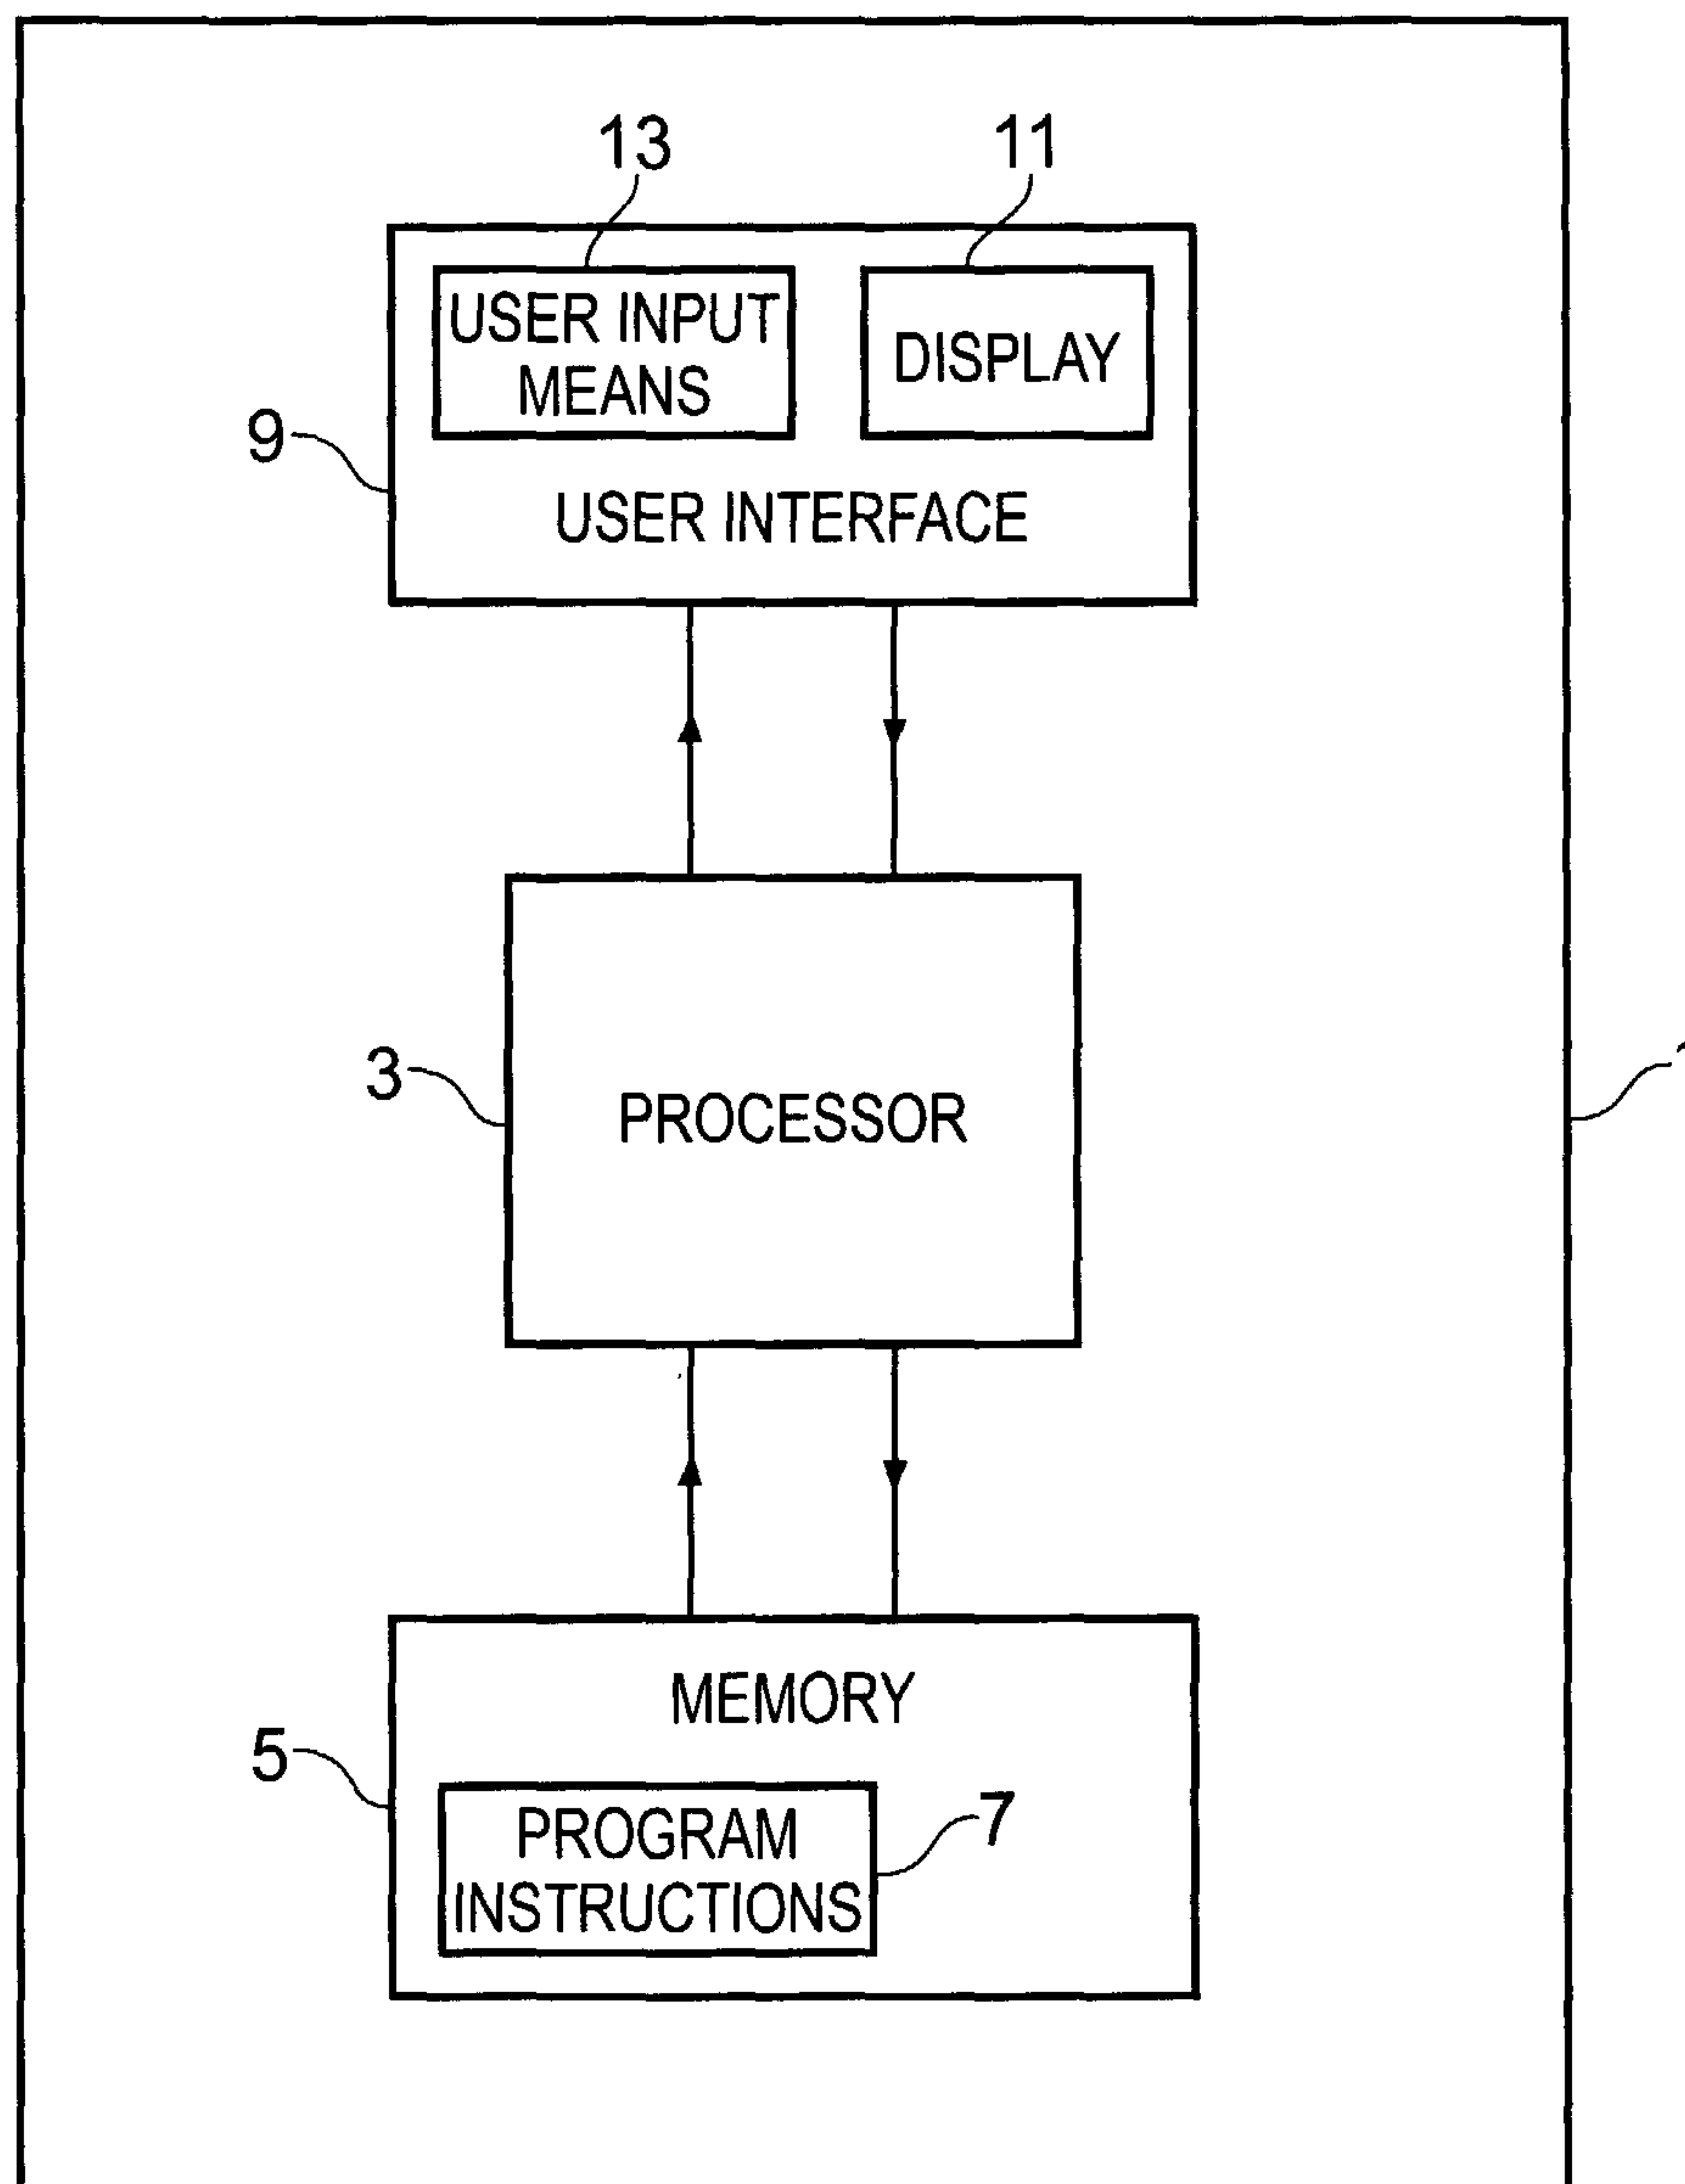 13
11
USER INPUT
MEANS
DISPLAY
9
USER INTERFACE
3
PROCESSOR
MEMORY
5
PROGRAM
INSTRUCTIONS
7